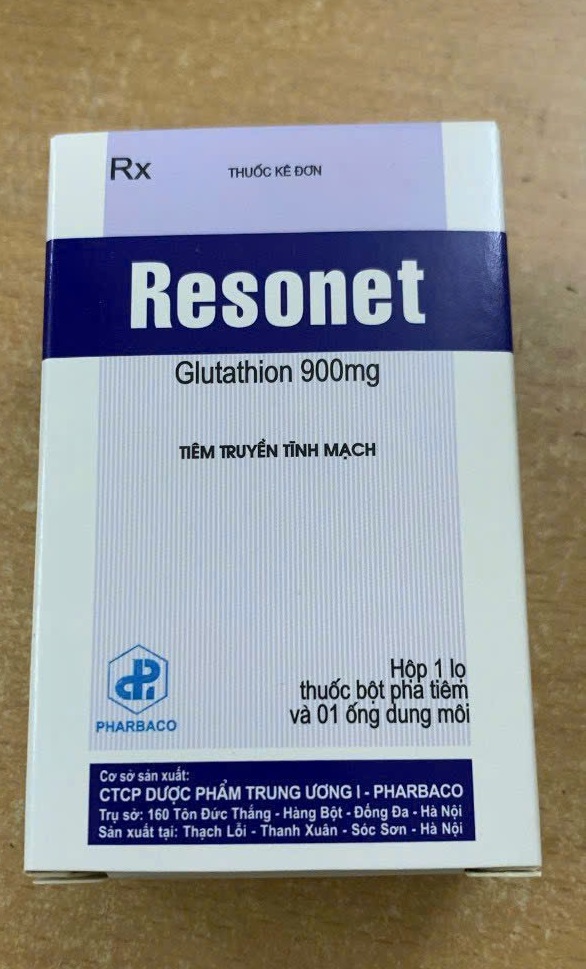 Rx
THUỐC KÊ ĐƠN
Resonet
Glutathion 900mg
TIÊM TRUYỀN TĨNH MẠCH
Hộp 1 lọ
thuốc bột pha tiêm
và 01 ống dung môi
PHARBACO
Cơ sở sản xuất:
CTCP DƯỢC PHẨM TRUNG ƯƠNG I - PHARBACO
Trụ sở: 160 Tôn Đức Thắng - Hàng Bột - Đống Đa - Hà Nội
Sản xuất tại: Thạch Lỗi - Thanh Xuân - Sóc Sơn - Hà Nội